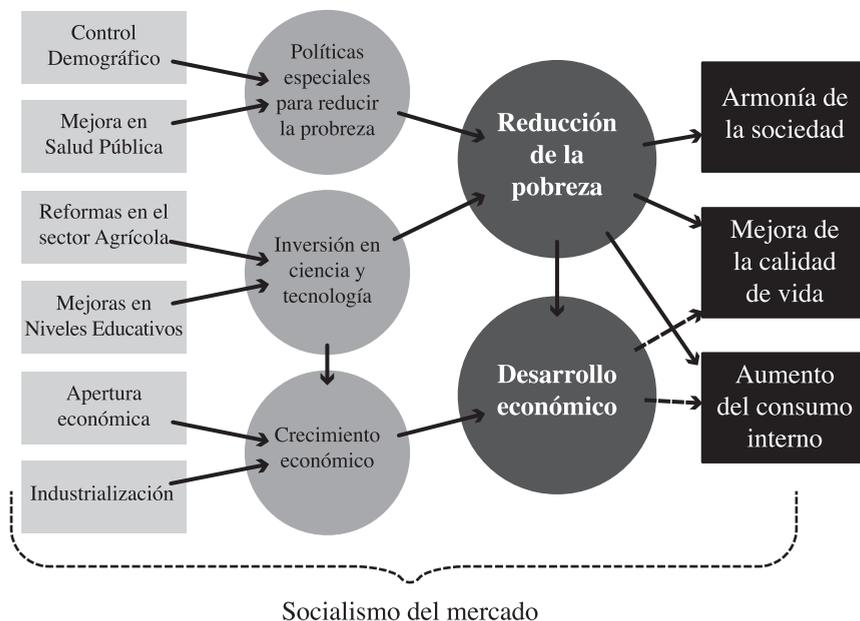 Control
Demográfico
Mejora en
Salud Pública
Reformas en el
sector Agrícola
Mejoras en
Niveles Educativos
Apertura
económica
Industrialización
Políticas
especiales
para reducir
la probreza
Inversión en
ciencia y
tecnología
Crecimiento
económico
Reducción
de la
pobreza
Desarrollo
económico
Armonía de
la sociedad
Mejora de
la calidad
de vida
Aumento
del consumo
interno
Socialismo del mercado